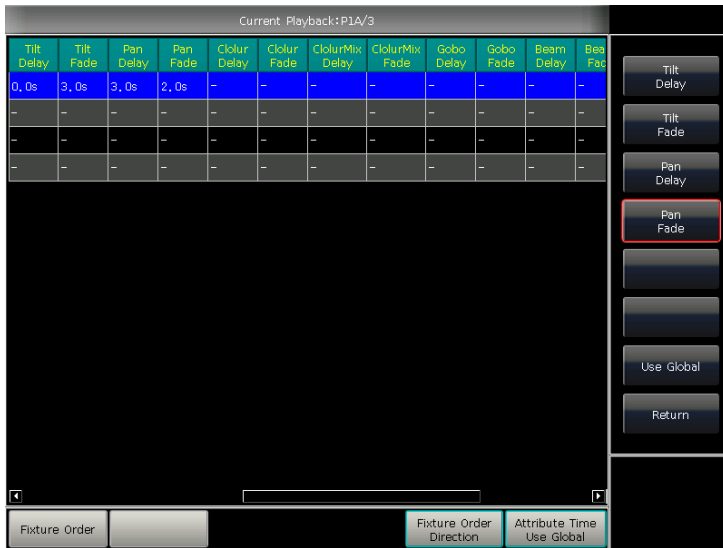 Current Playback:P1A/3
Tilt Delay Tilt Fade Pan Delay Pan Fade Clolur Delay Clolur Fade ClolurMix Delay ClolurMix Fade Gobo Delay Gobo Fade Beam Delay Bea Fad
0.0s 3.0s 3.0s 2.0s - - - - - - - -
- - - - - - - - - - - -
- - - - - - - - - - - -
- - - - - - - - - - - -
Tilt
Delay
Tilt
Fade
Pan
Delay
Pan
Fade
Use Global
Return
Fixture Order
Fixture Order
Direction
Attribute Time
Use Global